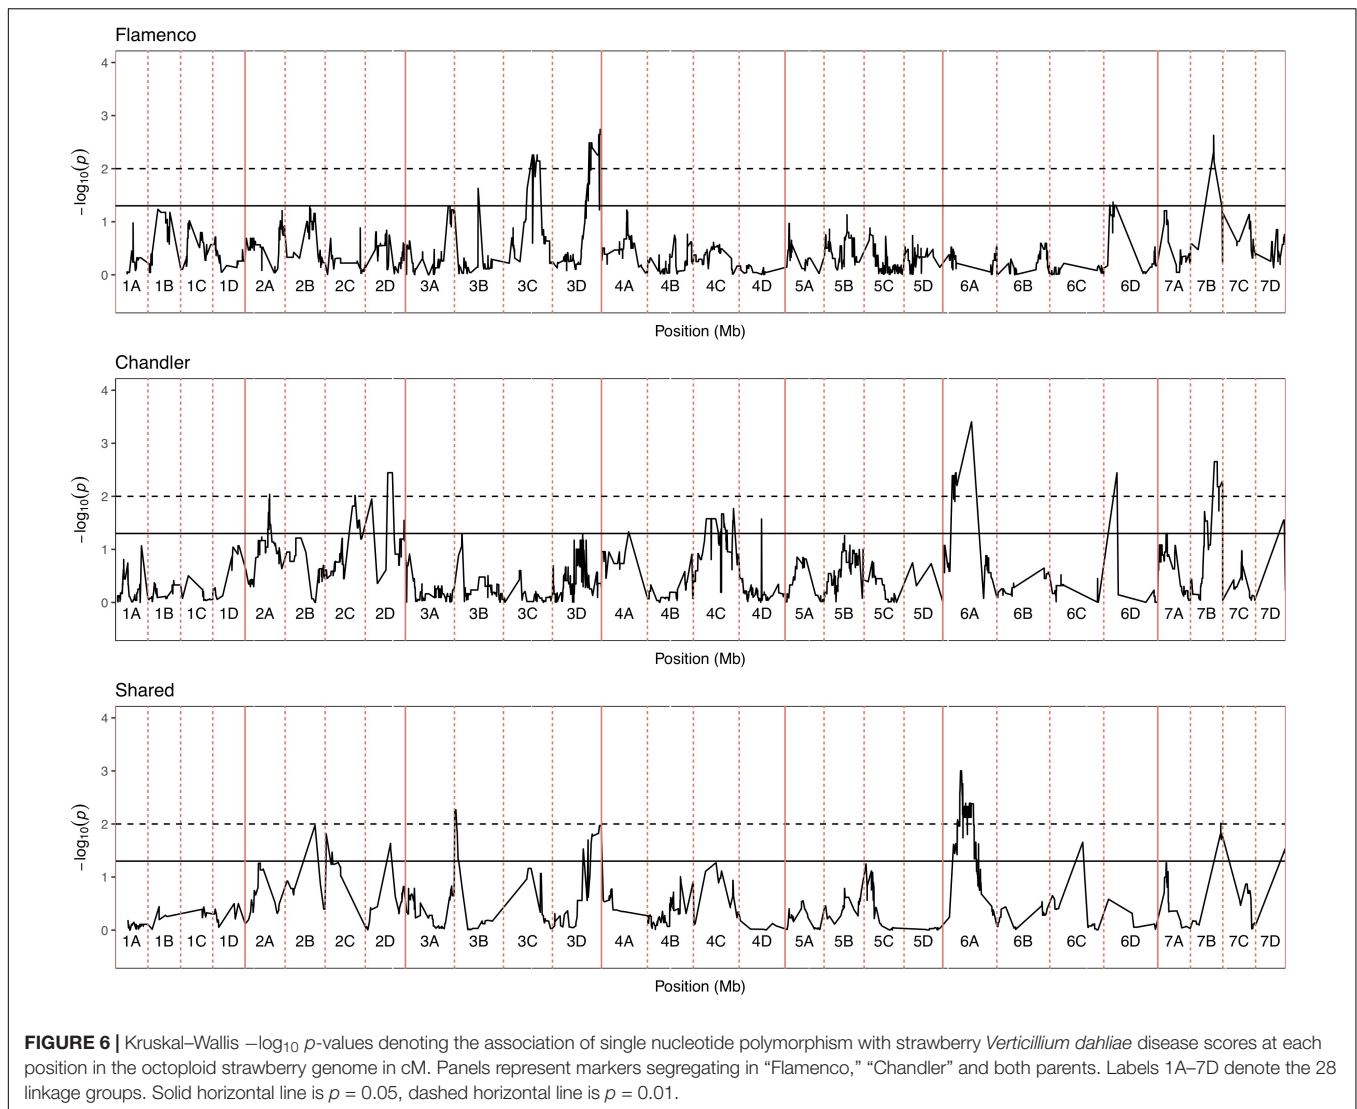 Flamenco
4
3
2
1
0
−log10(p)
1A 1B 1C 1D 2A 2B 2C 2D 3A 3B 3C 3D 4A 4B 4C 4D 5A 5B 5C 5D 6A 6B 6C 6D 7A 7B 7C 7D
Position (Mb)
Chandler
4
3
2
1
0
−log10(p)
1A 1B 1C 1D 2A 2B 2C 2D 3A 3B 3C 3D 4A 4B 4C 4D 5A 5B 5C 5D 6A 6B 6C 6D 7A 7B 7C 7D
Position (Mb)
Shared
4
3
2
1
0
−log10(p)
1A 1B 1C 1D 2A 2B 2C 2D 3A 3B 3C 3D 4A 4B 4C 4D 5A 5B 5C 5D 6A 6B 6C 6D 7A 7B 7C 7D
Position (Mb)
FIGURE 6 | Kruskal–Wallis −log10 p-values denoting the association of single nucleotide polymorphism with strawberry Verticillium dahliae disease scores at each
position in the octoploid strawberry genome in cM. Panels represent markers segregating in “Flamenco,” “Chandler” and both parents. Labels 1A–7D denote the 28
linkage groups. Solid horizontal line is p = 0.05, dashed horizontal line is p = 0.01.